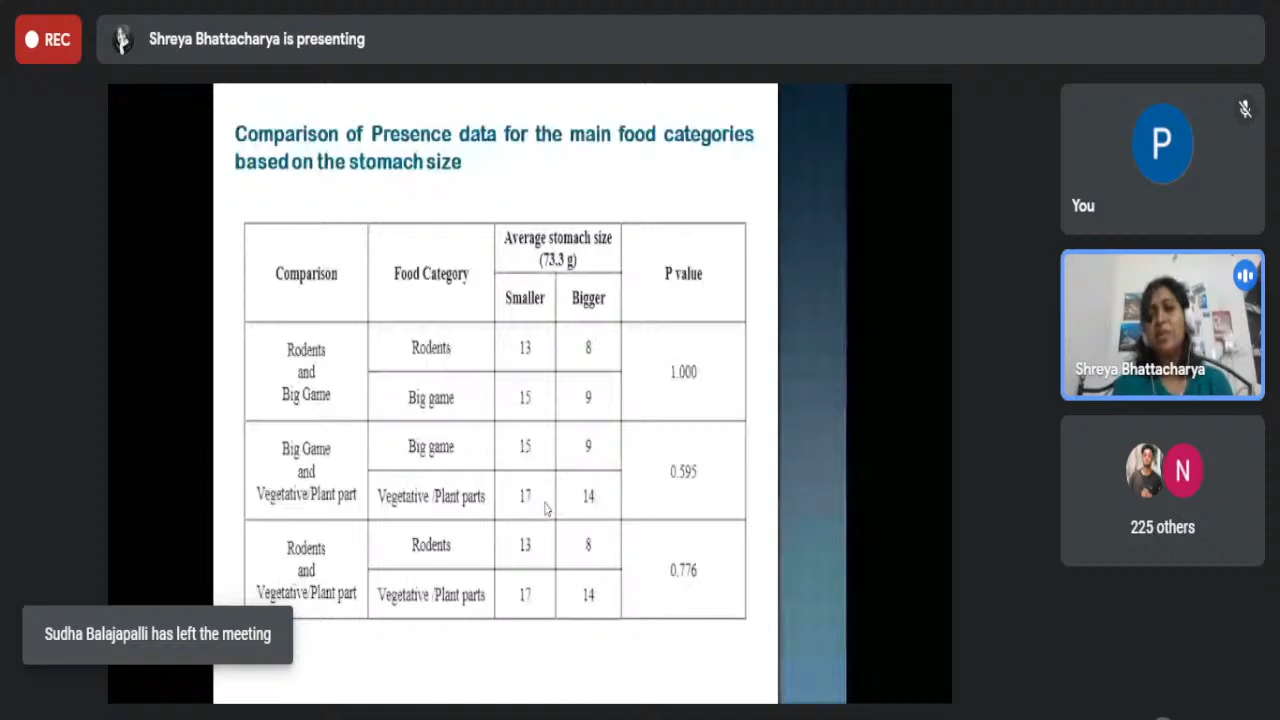 REC
Shreya Bhattacharya is presenting
Comparison of Presence data for the main food categories
based on the stomach size
Comparison
Food Category
Average stomach size
(73.3 g)
Smaller
Bigger
P value
Rodents
and
Big Game
Rodents
13
8
1.000
Big game
15
9
Big Game
and
Vegetative/Plant part
Big game
15
9
0.595
Vegetative /Plant parts
17
14
Rodents
and
Vegetative/Plant part
Rodents
13
8
0.776
Vegetative /Plant parts
17
14
Sudha Balajapalli has left the meeting
P
You
Shreya Bhattacharya
N
225 others